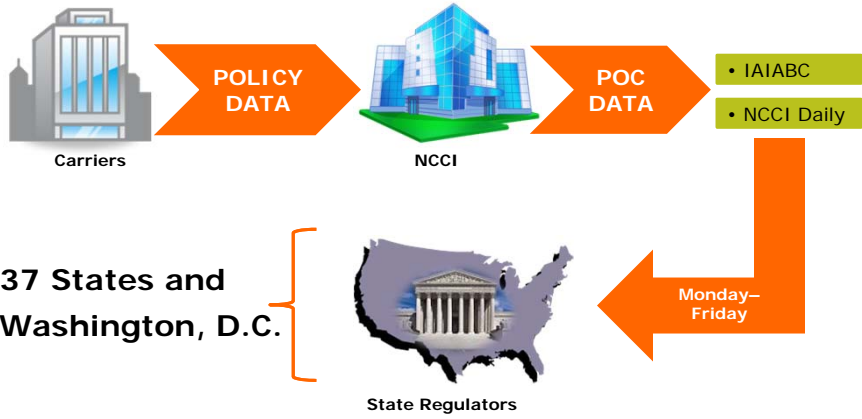 POLICY
DATA
POC
DATA
• IAIABC
• NCCI Daily
Carriers
NCCI
37 States and
Washington, D.C.
Monday–
Friday
State Regulators